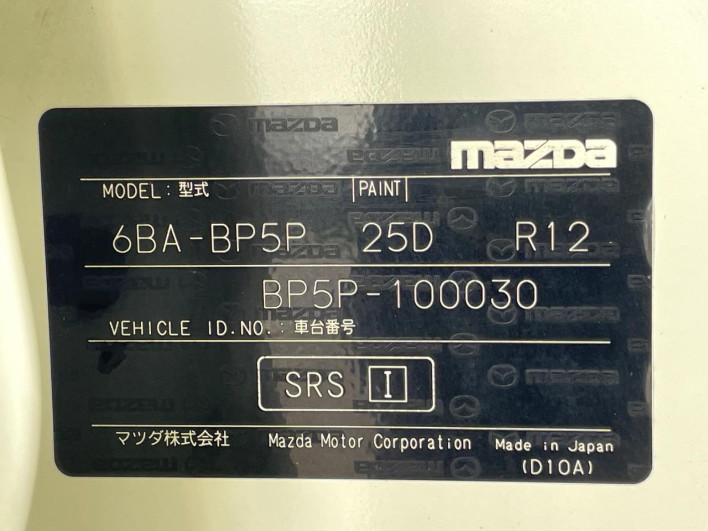 mazda
MODEL: 型式 PAINT
6BA-BP5P 25D R12
BP5P-100030
VEHICLE ID.NO.: 車台番号
SRS I
マツダ株式会社 Mazda Motor Corporation Made in Japan
(D10A)